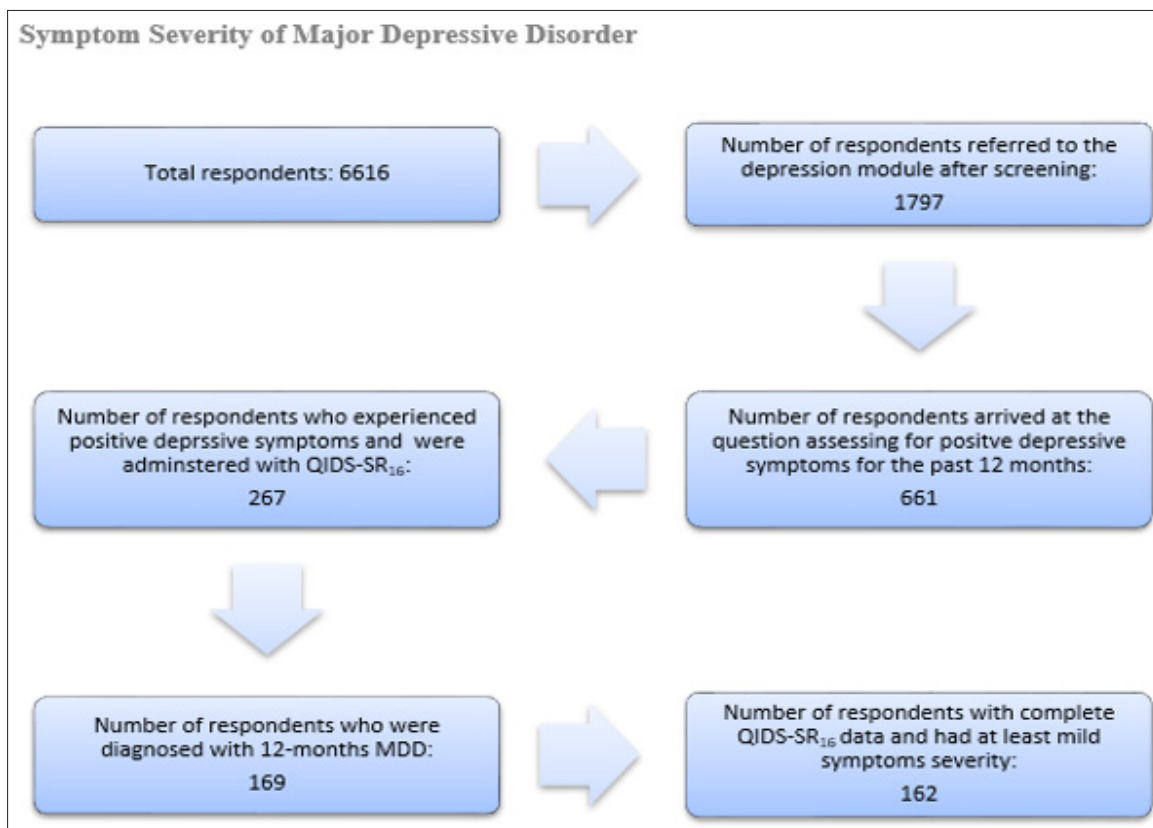 Symptom Severity of Major Depressive Disorder
Total respondents: 6616
Number of respondents referred to the
depression module after screening:
1797
Number of respondents arrived at the
question assessing for positve depressive
symptoms for the past 12 months:
661
Number of respondents who experienced
positive deprssive symptoms and were
adminstered with QIDS-SR₁₆:
267
Number of respondents who were
diagnosed with 12-months MDD:
169
Number of respondents with complete
QIDS-SR₁₆ data and had at least mild
symptoms severity:
162